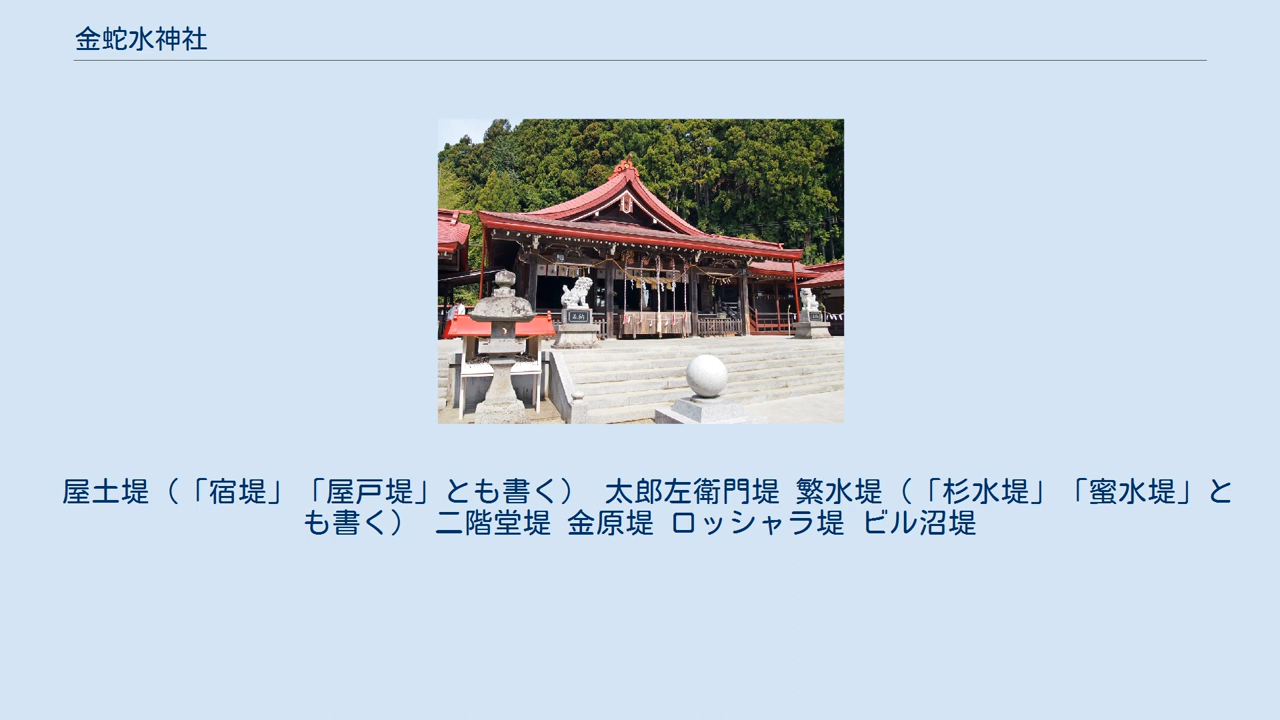 金蛇水神社
奉納
屋土堤（「宿堤」「屋戸堤」とも書く） 太郎左衛門堤 繁水堤（「杉水堤」「蜜水堤」と
も書く） 二階堂堤 金原堤 ロッシャラ堤 ビル沼堤